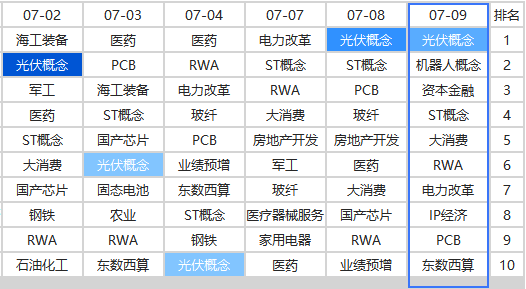 07-02 07-03 07-04 07-07 07-08 07-09 排名
海工装备 医药 医药 电力改革 光伏概念 光伏概念 1
光伏概念 PCB RWA ST概念 ST概念 机器人概念 2
军工 海工装备 电力改革 RWA PCB 资本金融 3
医药 ST概念 玻纤 大消费 玻纤 ST概念 4
ST概念 国产芯片 PCB 房地产开发 房地产开发 大消费 5
大消费 光伏概念 业绩预增 军工 医药 RWA 6
国产芯片 固态电池 东数西算 玻纤 大消费 电力改革 7
钢铁 农业 ST概念 医疗器械服务 国产芯片 IP经济 8
RWA RWA 钢铁 家用电器 RWA PCB 9
石油化工 东数西算 光伏概念 医药 业绩预增 东数西算 10